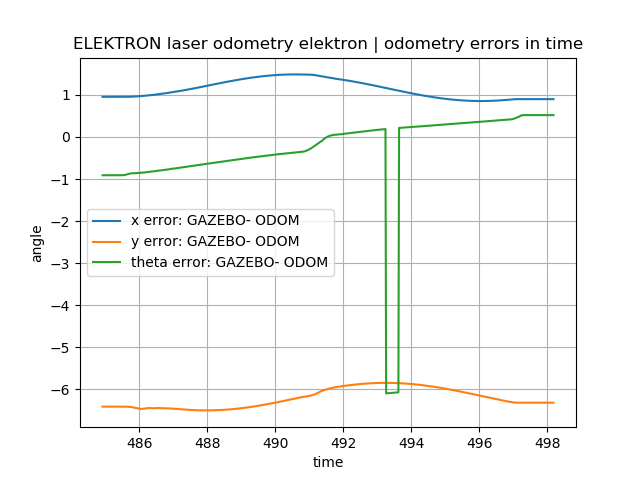 ELEKTRON laser odometry elektron | odometry errors in time
1
0
−1
−2
−3
−4
−5
−6
angle
x error: GAZEBO- ODOM
y error: GAZEBO- ODOM
theta error: GAZEBO- ODOM
486 488 490 492 494 496 498
time